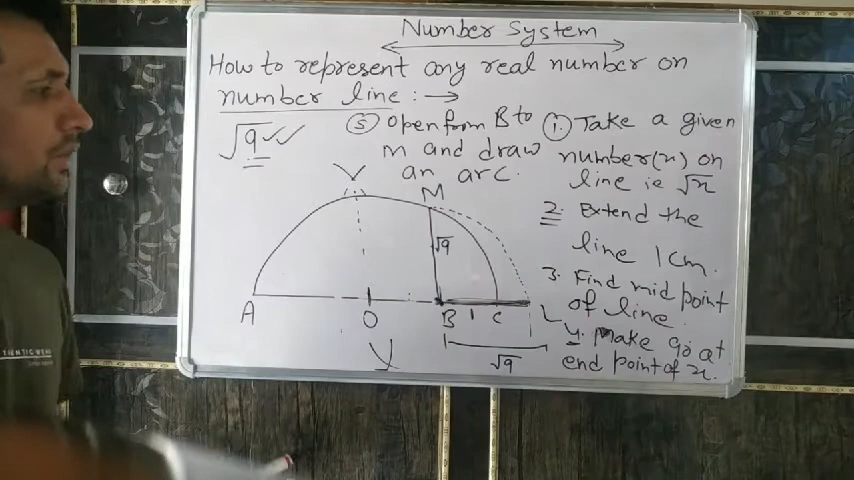 Number System
How to represent any real number on
number line :→
√9 ✓✓
⑤ Open from B to
M and draw
an arc.
① Take a given
number(x) on
line ie √x
2. Extend the
line 1cm.
3. Find mid point
of line.
4. Make 90 at
end point of x.
M
√9
A
O
B
1
C
L
√9